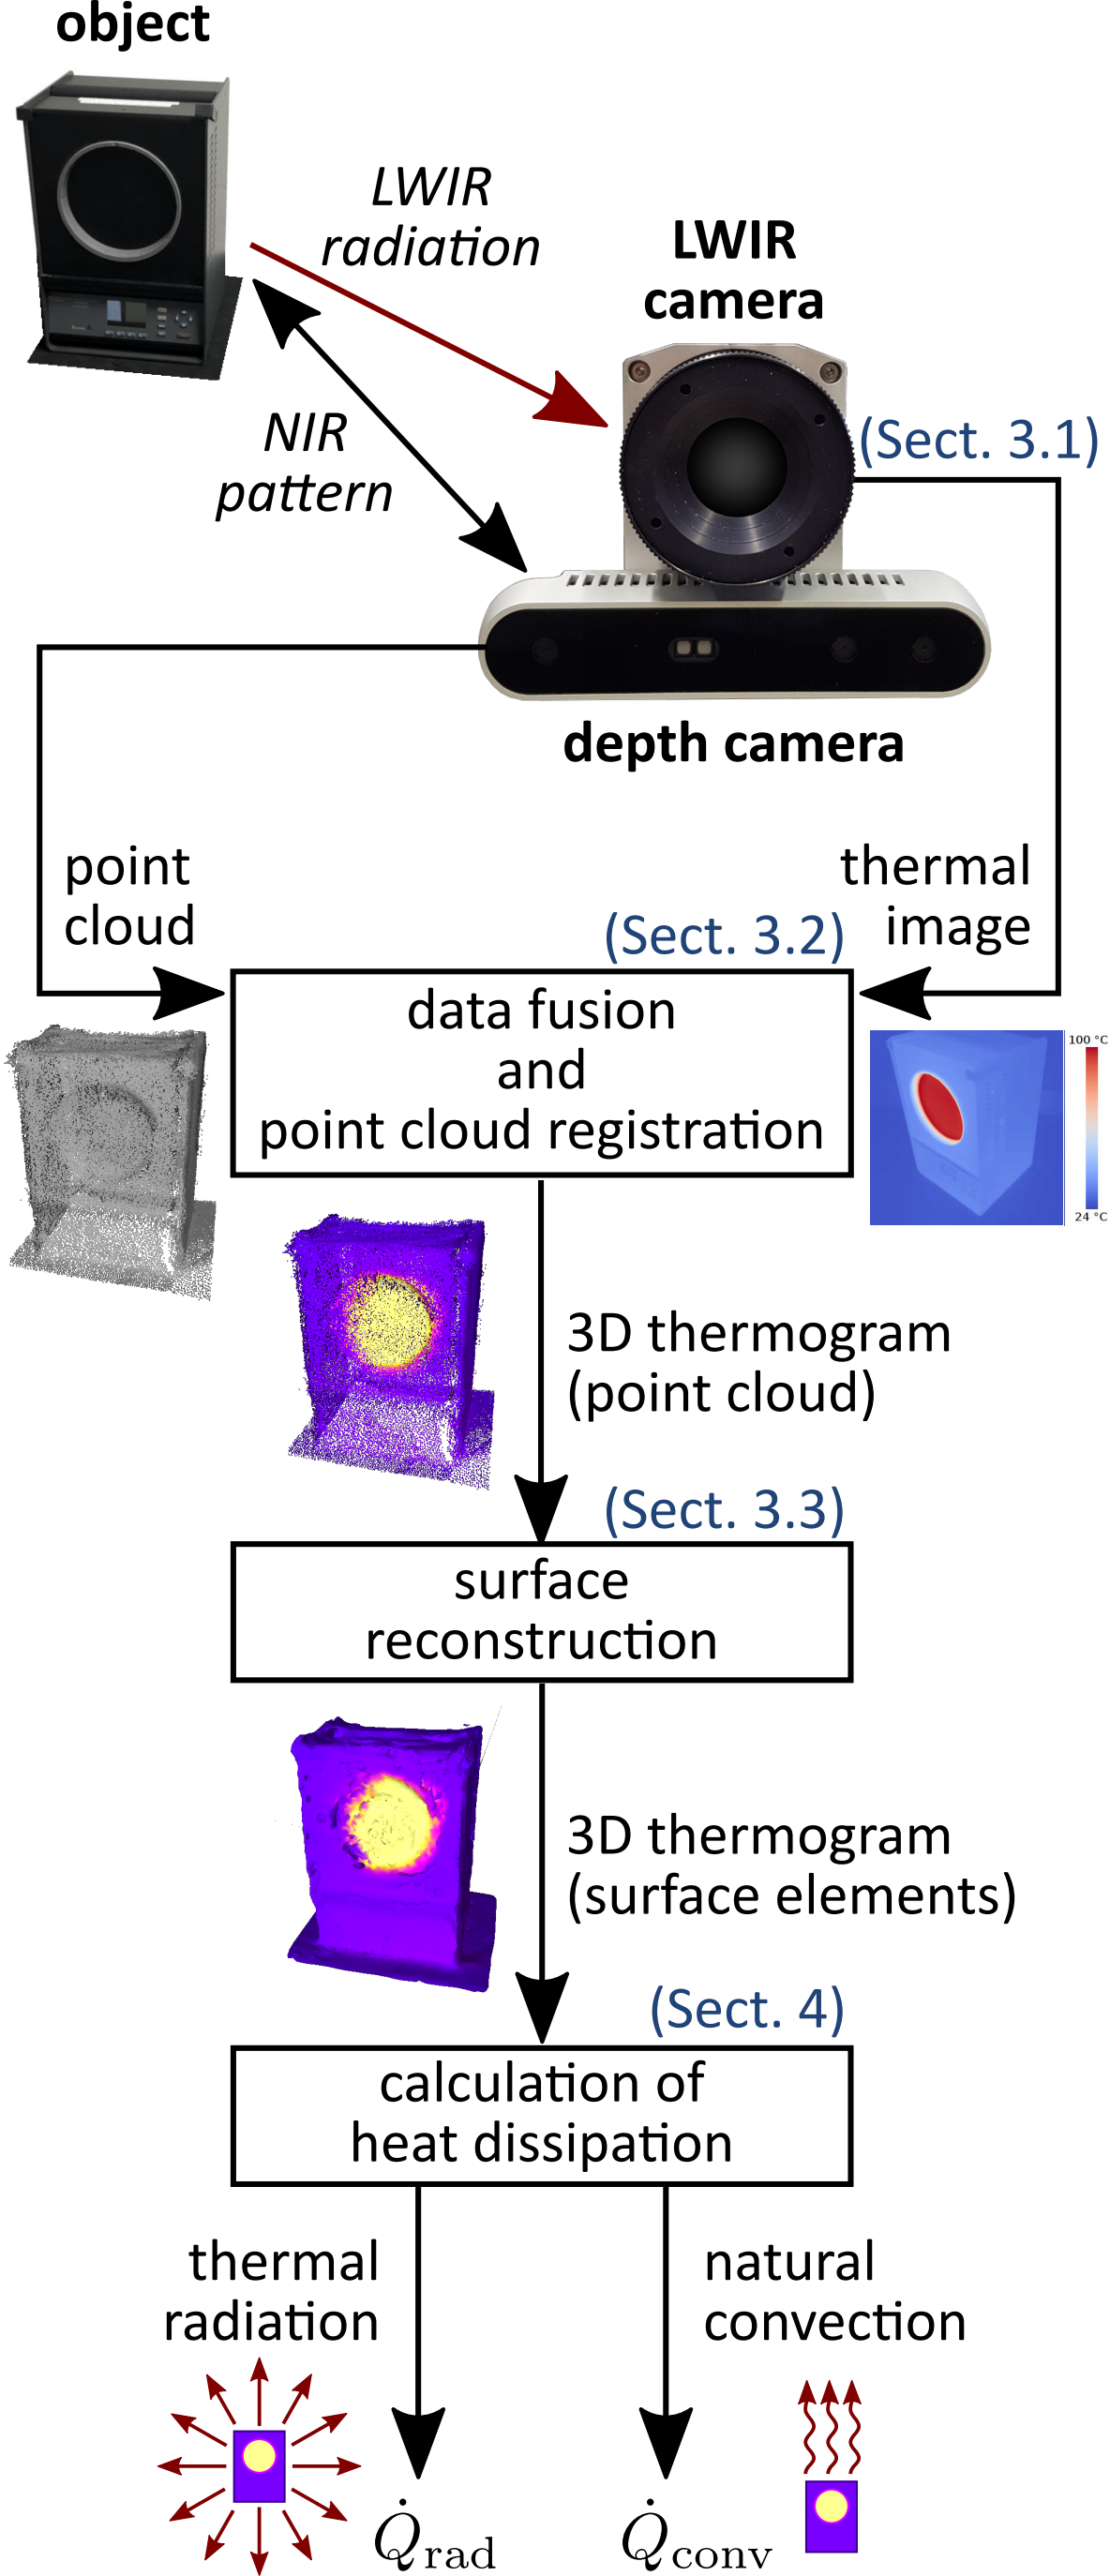 object
LWIR
radiation
LWIR
camera
NIR
pattern
(Sect. 3.1)
depth camera
point
cloud
thermal
image
(Sect. 3.2)
data fusion
and
point cloud registration
100 °C
24 °C
3D thermogram
(point cloud)
(Sect. 3.3)
surface
reconstruction
3D thermogram
(surface elements)
(Sect. 4)
calculation of
heat dissipation
thermal
radiation
natural
convection
Q̇rad
Q̇conv